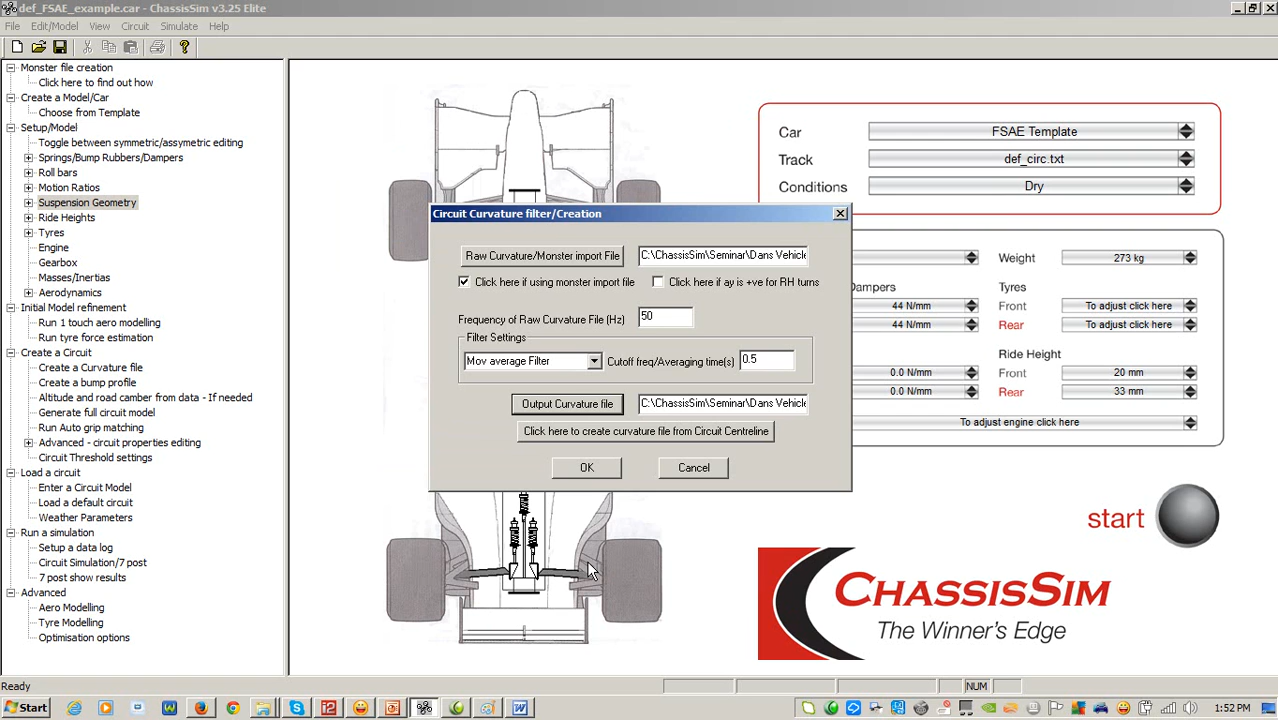 def_FSAE_example.car - ChassisSim v3.25 Elite
File Edit/Model View Circuit Simulate Help
Monster file creation
Click here to find out how
Create a Model/Car
Choose from Template
Setup/Model
Toggle between symmetric/assymetric editing
Springs/Bump Rubbers/Dampers
Roll bars
Motion Ratios
Suspension Geometry
Ride Heights
Tyres
Engine
Gearbox
Masses/Inertias
Aerodynamics
Initial Model refinement
Run 1 touch aero modelling
Run tyre force estimation
Create a Circuit
Create a Curvature file
Create a bump profile
Altitude and road camber from data - If needed
Generate full circuit model
Run Auto grip matching
Advanced - circuit properties editing
Circuit Threshold settings
Load a circuit
Enter a Circuit Model
Load a default circuit
Weather Parameters
Run a simulation
Setup a data log
Circuit Simulation/7 post
7 post show results
Advanced
Aero Modelling
Tyre Modelling
Optimisation options
Car FSAE Template
Track def_circ.txt
Conditions Dry
Circuit Curvature filter/Creation
Raw Curvature/Monster import File C:\ChassisSim\Seminar\Dans Vehicle
Click here if using monster import file Click here if ay is +ve for RH turns
Frequency of Raw Curvature File (Hz) 50
Filter Settings
Mov average Filter Cutoff freq/Averaging time(s) 0.5
Output Curvature file C:\ChassisSim\Seminar\Dans Vehicle
Click here to create curvature file from Circuit Centreline
OK Cancel
Weight 273 kg
Dampers Tyres
44 N/mm Front To adjust click here
44 N/mm Rear To adjust click here
Ride Height
0.0 N/mm Front 20 mm
0.0 N/mm Rear 33 mm
To adjust engine click here
start
CHASSISSIM
The Winner's Edge
Ready NUM
Start 1:52 PM